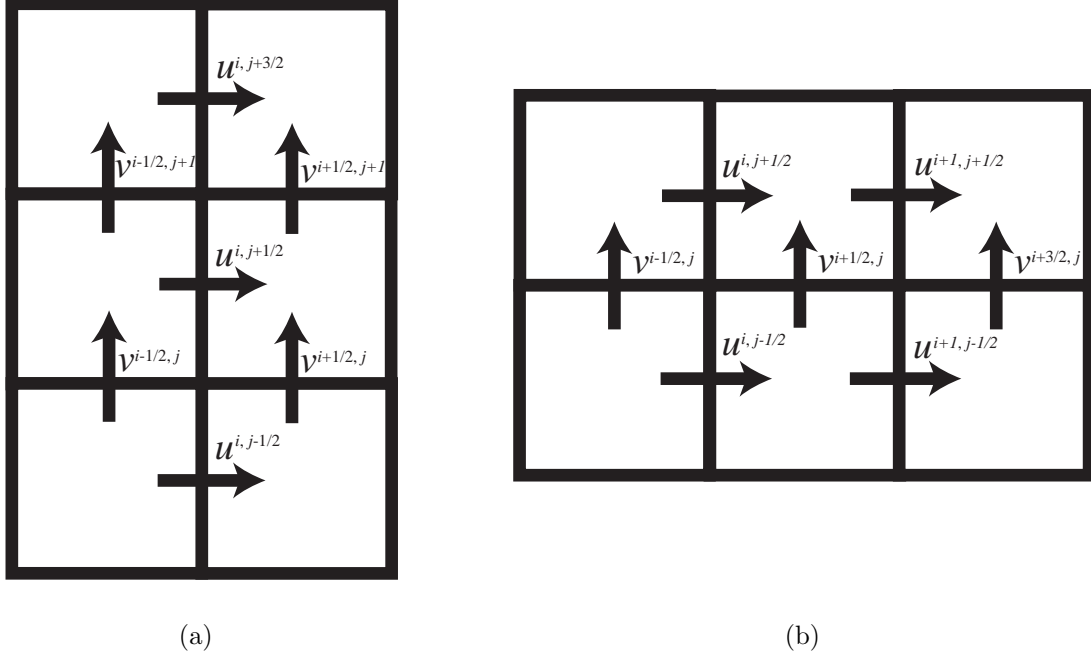 u^{i, j+3/2}
v^{i-1/2, j+1} v^{i+1/2, j+1}
u^{i, j+1/2}
v^{i-1/2, j} v^{i+1/2, j}
u^{i, j-1/2}
(a)
u^{i, j+1/2} u^{i+1, j+1/2}
v^{i-1/2, j} v^{i+1/2, j} v^{i+3/2, j}
u^{i, j-1/2} u^{i+1, j-1/2}
(b)